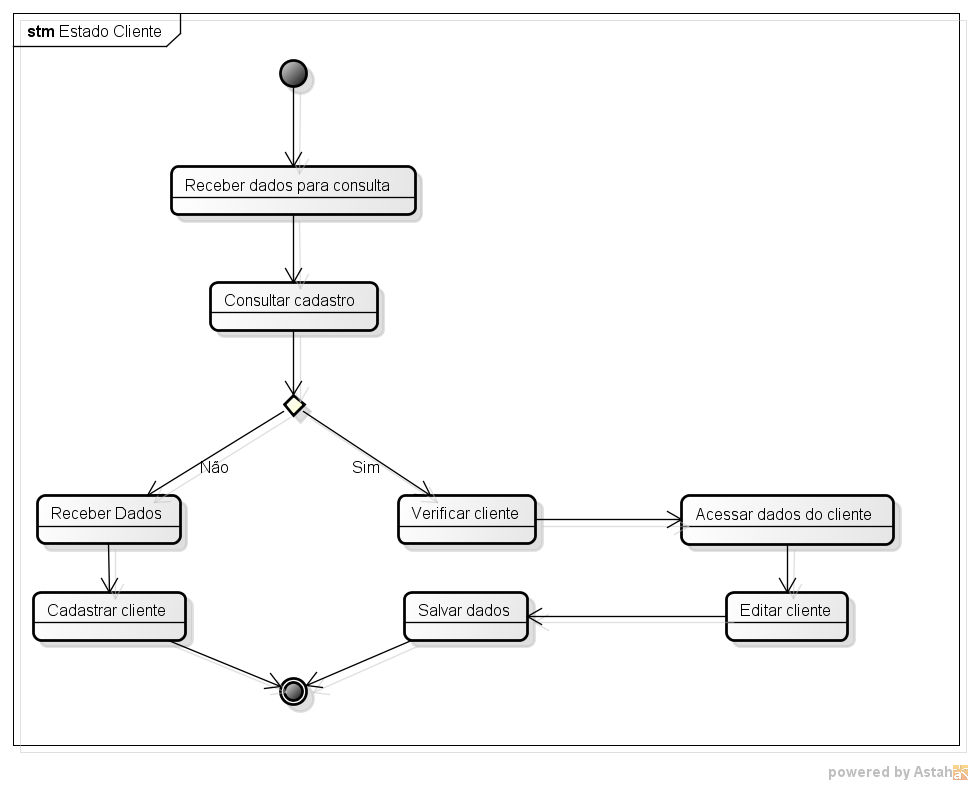 stm Estado Cliente
Receber dados para consulta
Consultar cadastro
Não
Sim
Receber Dados
Verificar cliente
Acessar dados do cliente
Cadastrar cliente
Salvar dados
Editar cliente
powered by Astah